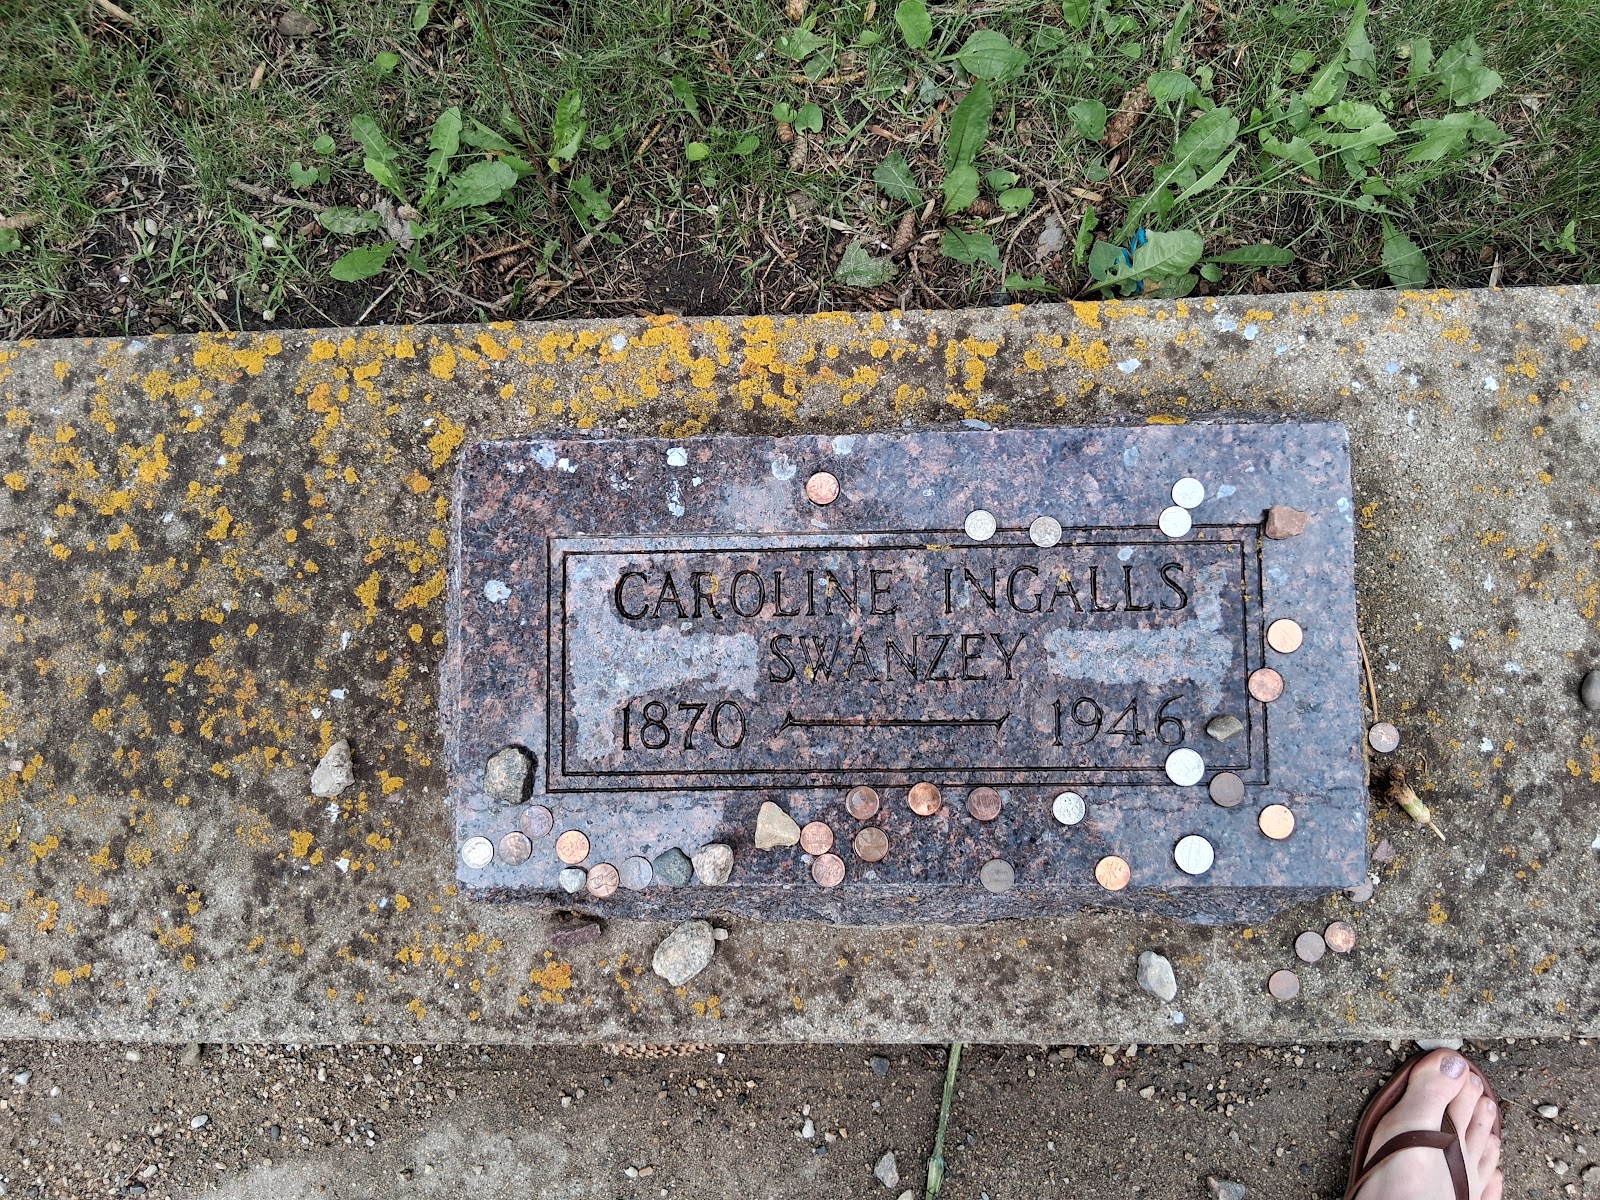 CAROLINE INGALLS
SWANZEY
1870 1946